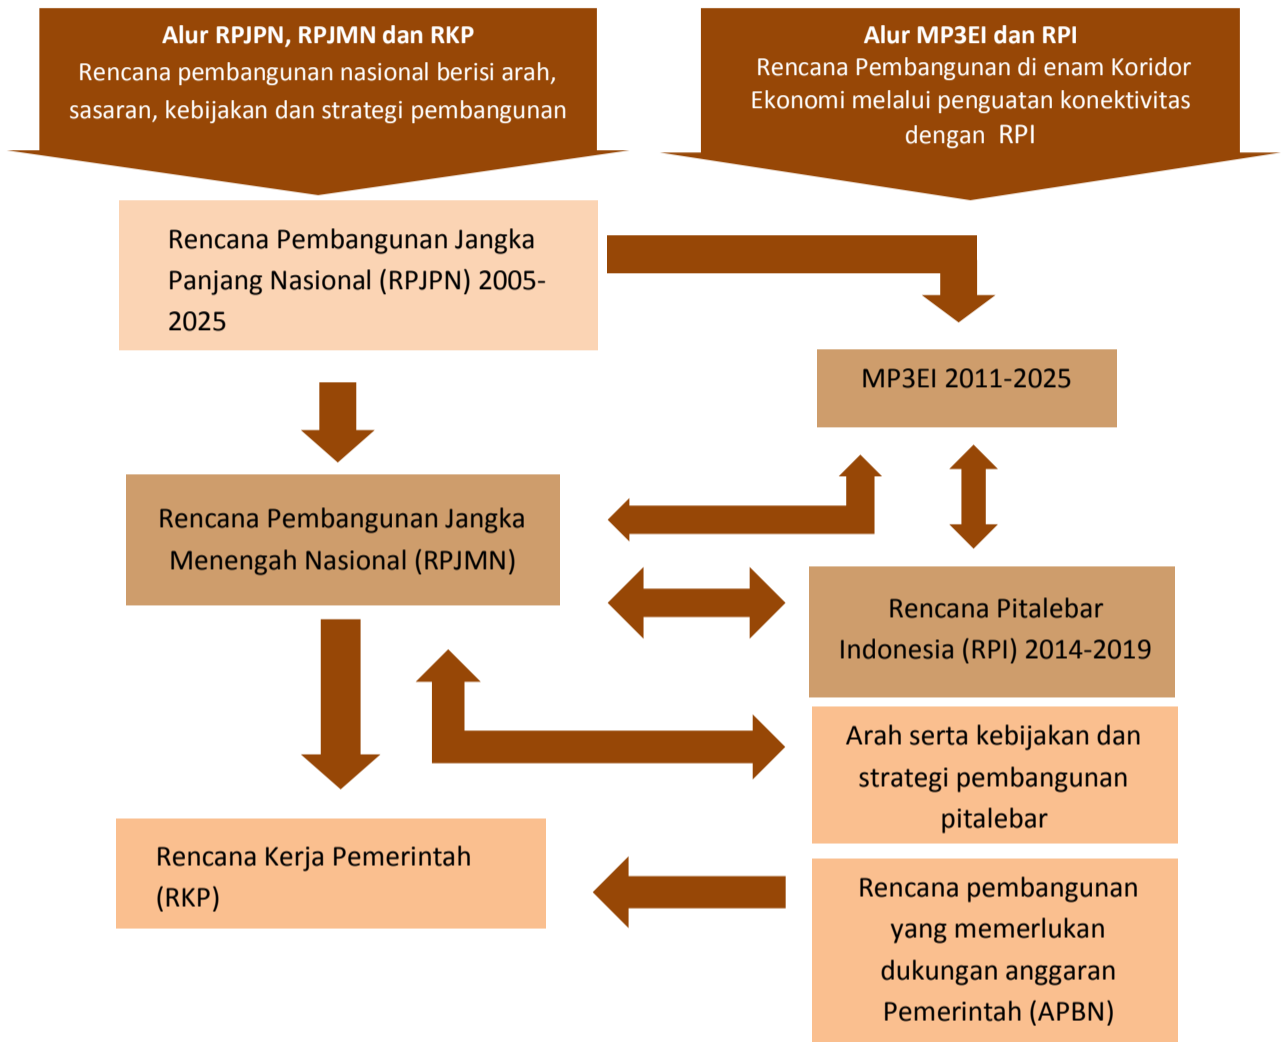 Alur RPJPN, RPJMN dan RKP
Rencana pembangunan nasional berisi arah,
sasaran, kebijakan dan strategi pembangunan
Alur MP3EI dan RPI
Rencana Pembangunan di enam Koridor
Ekonomi melalui penguatan konektivitas
dengan RPI
Rencana Pembangunan Jangka
Panjang Nasional (RPJPN) 2005-
2025
MP3EI 2011-2025
Rencana Pembangunan Jangka
Menengah Nasional (RPJMN)
Rencana Pitalebar
Indonesia (RPI) 2014-2019
Arah serta kebijakan dan
strategi pembangunan
pitalebar
Rencana Kerja Pemerintah
(RKP)
Rencana pembangunan
yang memerlukan
dukungan anggaran
Pemerintah (APBN)